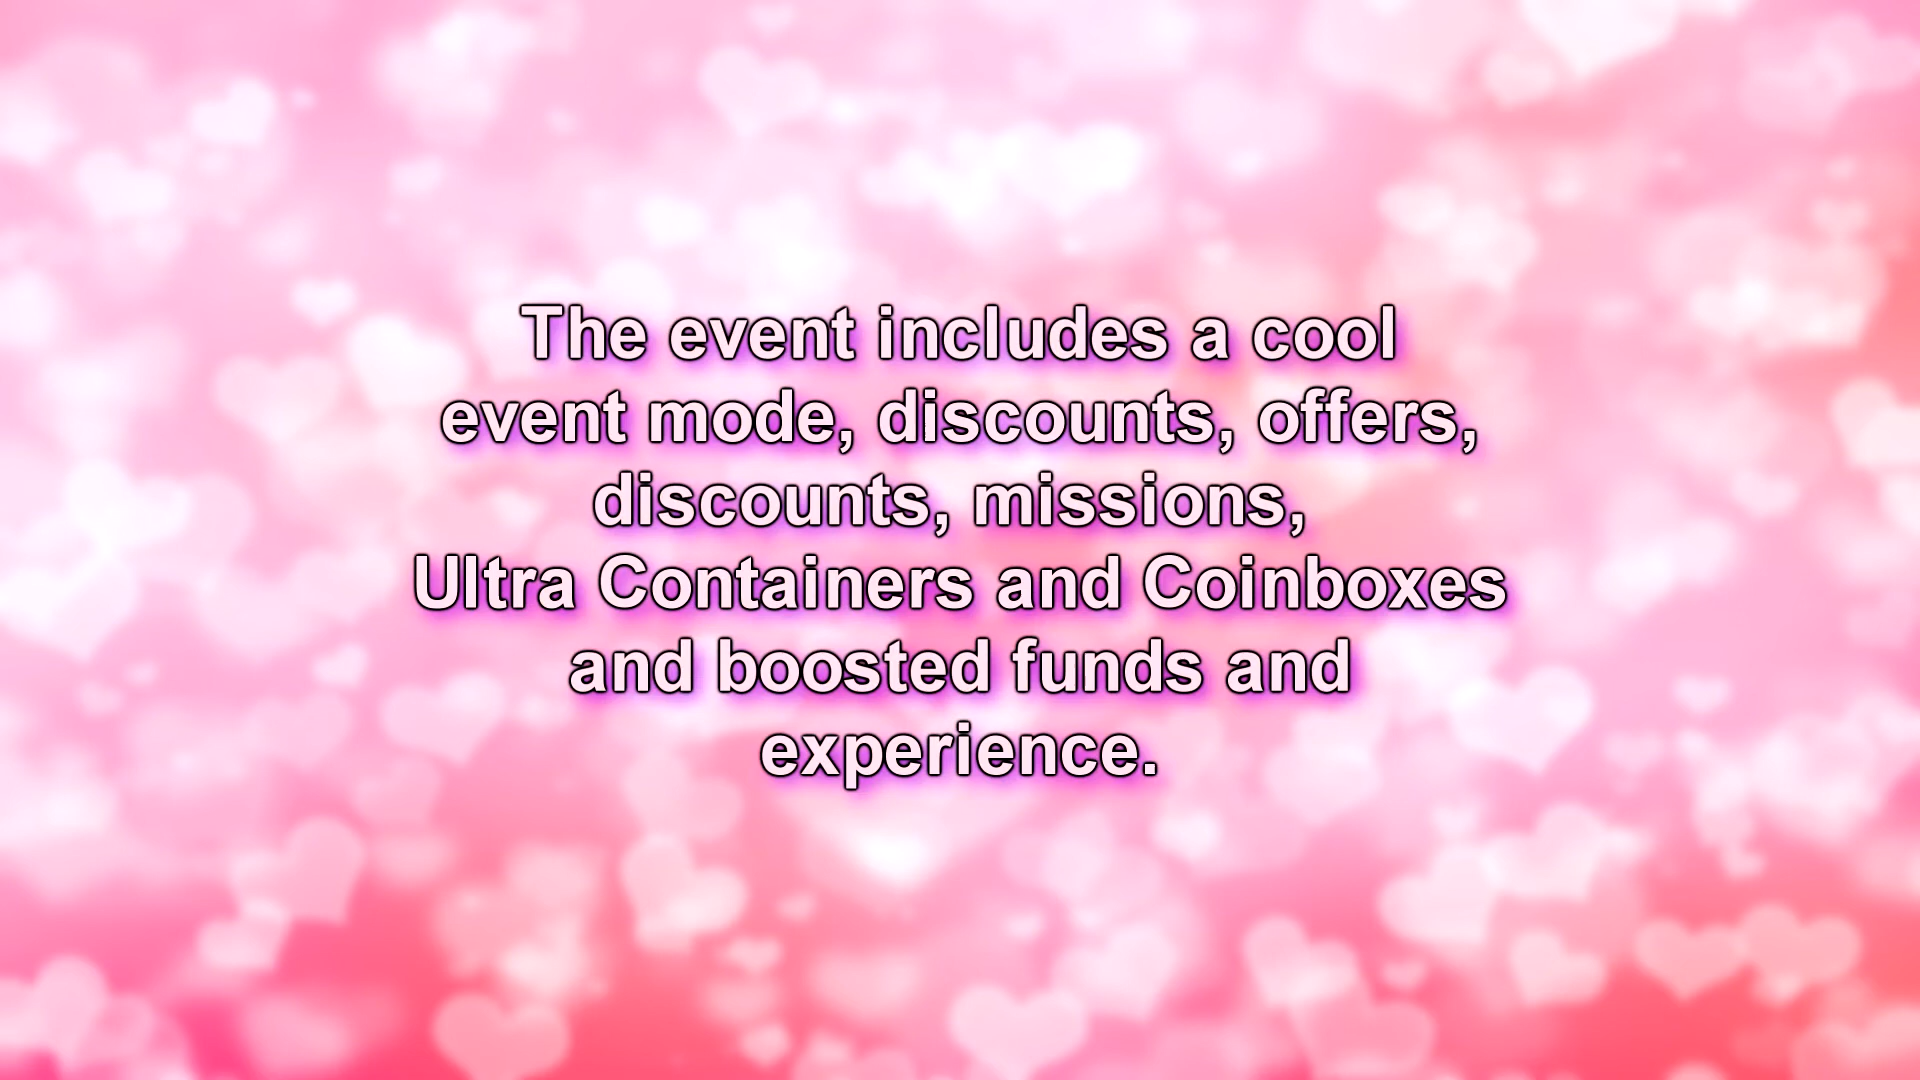 The event includes a cool
event mode, discounts, offers,
discounts, missions,
Ultra Containers and Coinboxes
and boosted funds and
experience.